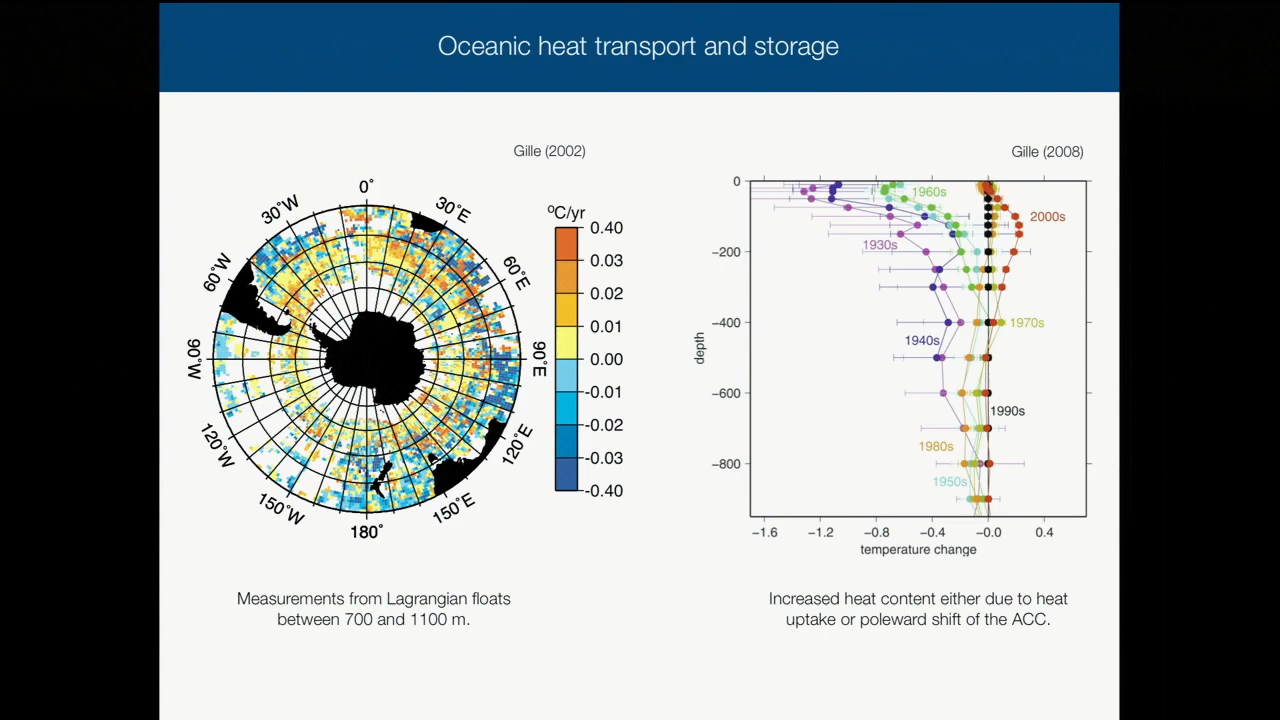 Oceanic heat transport and storage
Gille (2002)
0°
30°E
60°E
90°E
120°E
150°E
180°
150°W
120°W
90°W
60°W
30°W
°C/yr
0.40
0.03
0.02
0.01
0.00
-0.01
-0.02
-0.03
-0.40
Measurements from Lagrangian floats
between 700 and 1100 m.
Gille (2008)
0
−200
−400
−600
−800
depth
1960s
2000s
1930s
1970s
1940s
1990s
1980s
1950s
−1.6
−1.2
−0.8
−0.4
−0.0
0.4
temperature change
Increased heat content either due to heat
uptake or poleward shift of the ACC.